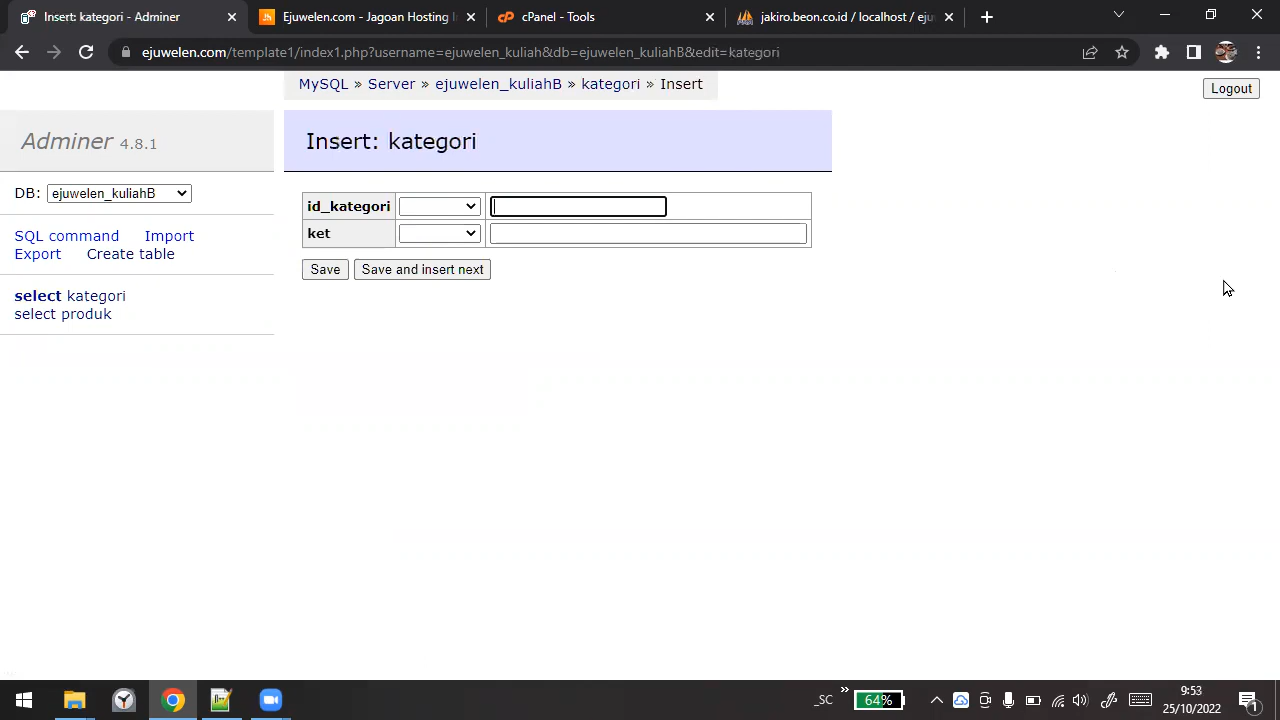 Insert: kategori - Adminer
Ejuwelen.com - Jagoan Hosting I
cPanel - Tools
jakiro.beon.co.id / localhost / eju
ejuwelen.com/template1/index1.php?username=ejuwelen_kuliah&db=ejuwelen_kuliahB&edit=kategori
MySQL » Server » ejuwelen_kuliahB » kategori » Insert
Logout
Adminer 4.8.1
Insert: kategori
DB: ejuwelen_kuliahB
id_kategori
ket
SQL command Import
Export Create table
Save Save and insert next
select kategori
select produk
_SC
64%
9:53
25/10/2022
1